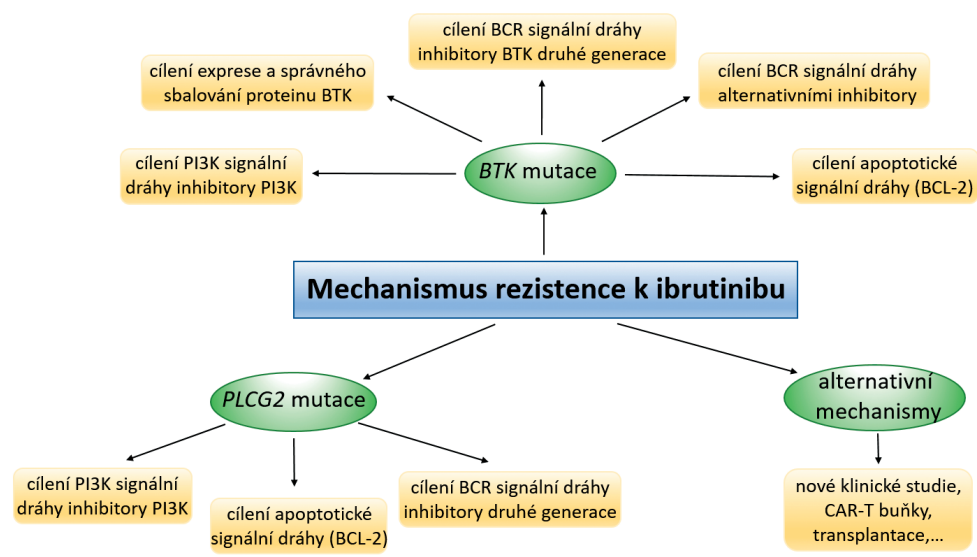 cílení BCR signální dráhy
inhibitory BTK druhé generace
cílení exprese a správného
sbalování proteinu BTK
cílení BCR signální dráhy
alternativními inhibitory
cílení PI3K signální
dráhy inhibitory PI3K
BTK mutace
cílení apoptotické
signální dráhy (BCL-2)
Mechanismus rezistence k ibrutinibu
PLCG2 mutace
alternativní
mechanismy
cílení PI3K signální
dráhy inhibitory PI3K
cílení apoptotické
signální dráhy (BCL-2)
cílení BCR signální dráhy
inhibitory druhé generace
nové klinické studie,
CAR-T buňky,
transplantace,...